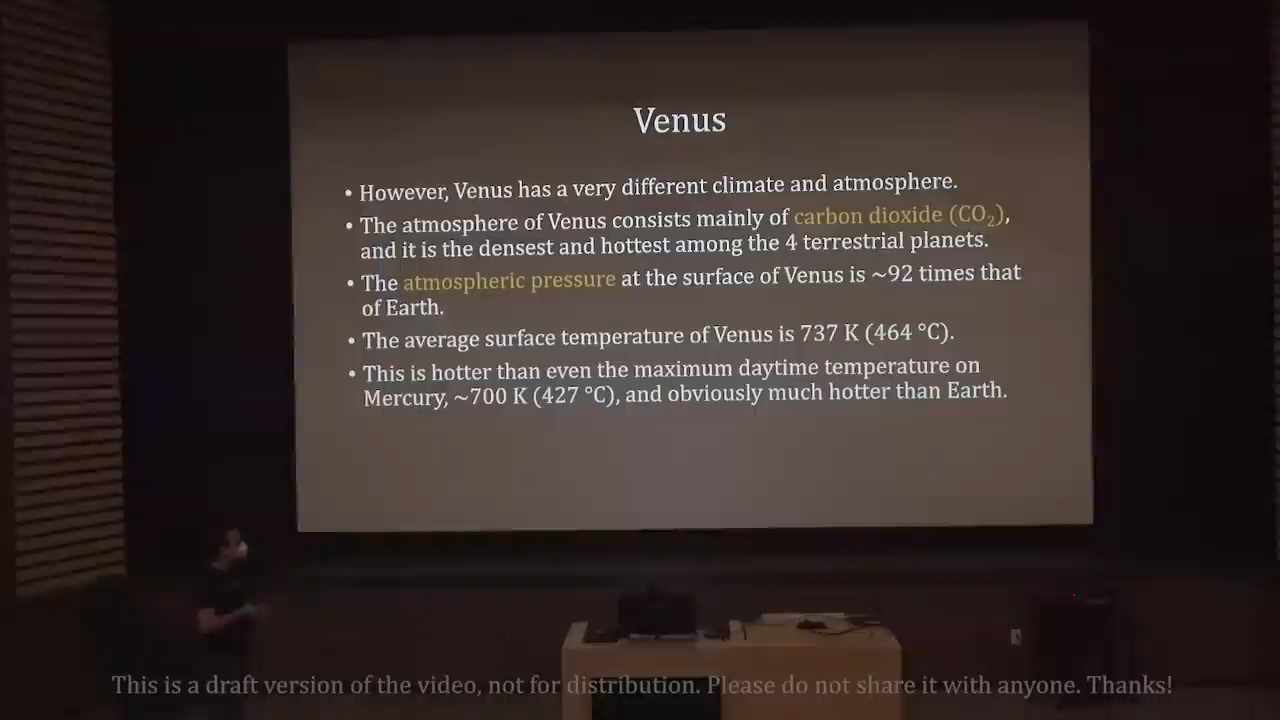 Venus
• However, Venus has a very different climate and atmosphere.
• The atmosphere of Venus consists mainly of carbon dioxide (CO₂),
and it is the densest and hottest among the 4 terrestrial planets.
• The atmospheric pressure at the surface of Venus is ~92 times that
of Earth.
• The average surface temperature of Venus is 737 K (464 °C).
• This is hotter than even the maximum daytime temperature on
Mercury, ~700 K (427 °C), and obviously much hotter than Earth.
This is a draft version of the video, not for distribution. Please do not share it with anyone. Thanks!